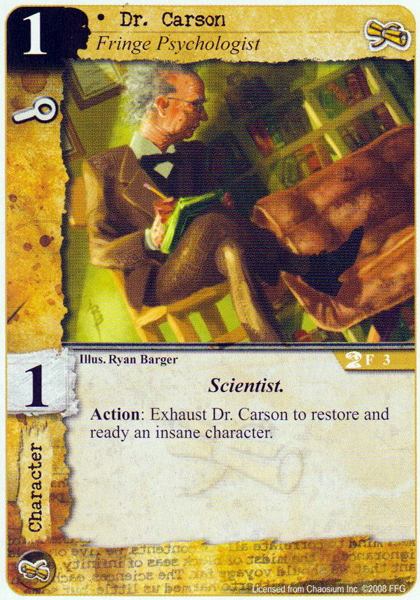 1
• Dr. Carson
Fringe Psychologist
Illus. Ryan Barger
F 3
1
Scientist.
Action: Exhaust Dr. Carson to restore and
ready an insane character.
Character
Licensed from Chaosium Inc. ©2008 FFG